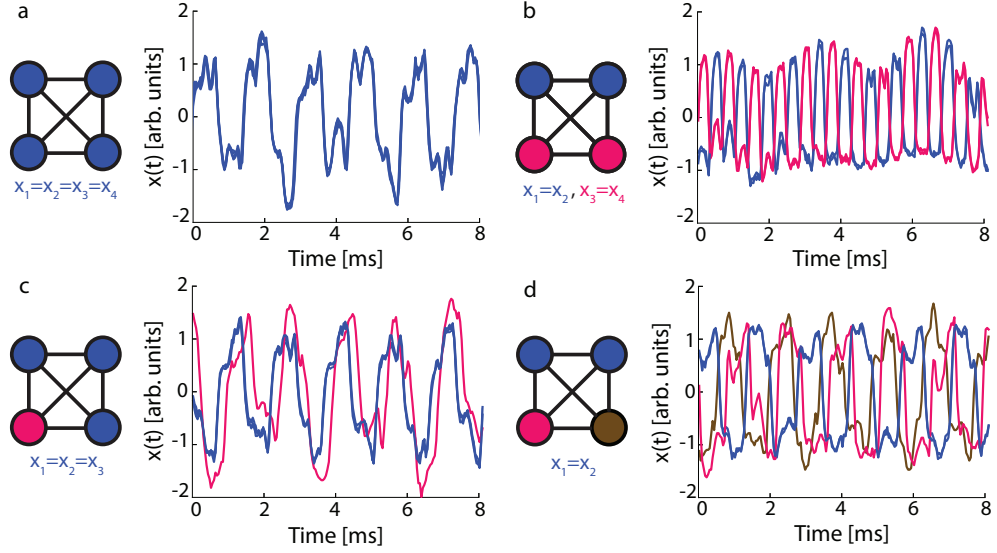 a
x₁=x₂=x₃=x₄
x(t) [arb. units]
2
1
0
-1
-2
0 2 4 6 8
Time [ms]
b
x₁=x₂, x₃=x₄
x(t) [arb. units]
2
1
0
-1
-2
0 2 4 6 8
Time [ms]
c
x₁=x₂=x₃
x(t) [arb. units]
2
1
0
-1
-2
0 2 4 6 8
Time [ms]
d
x₁=x₂
x(t) [arb. units]
2
1
0
-1
-2
0 2 4 6 8
Time [ms]